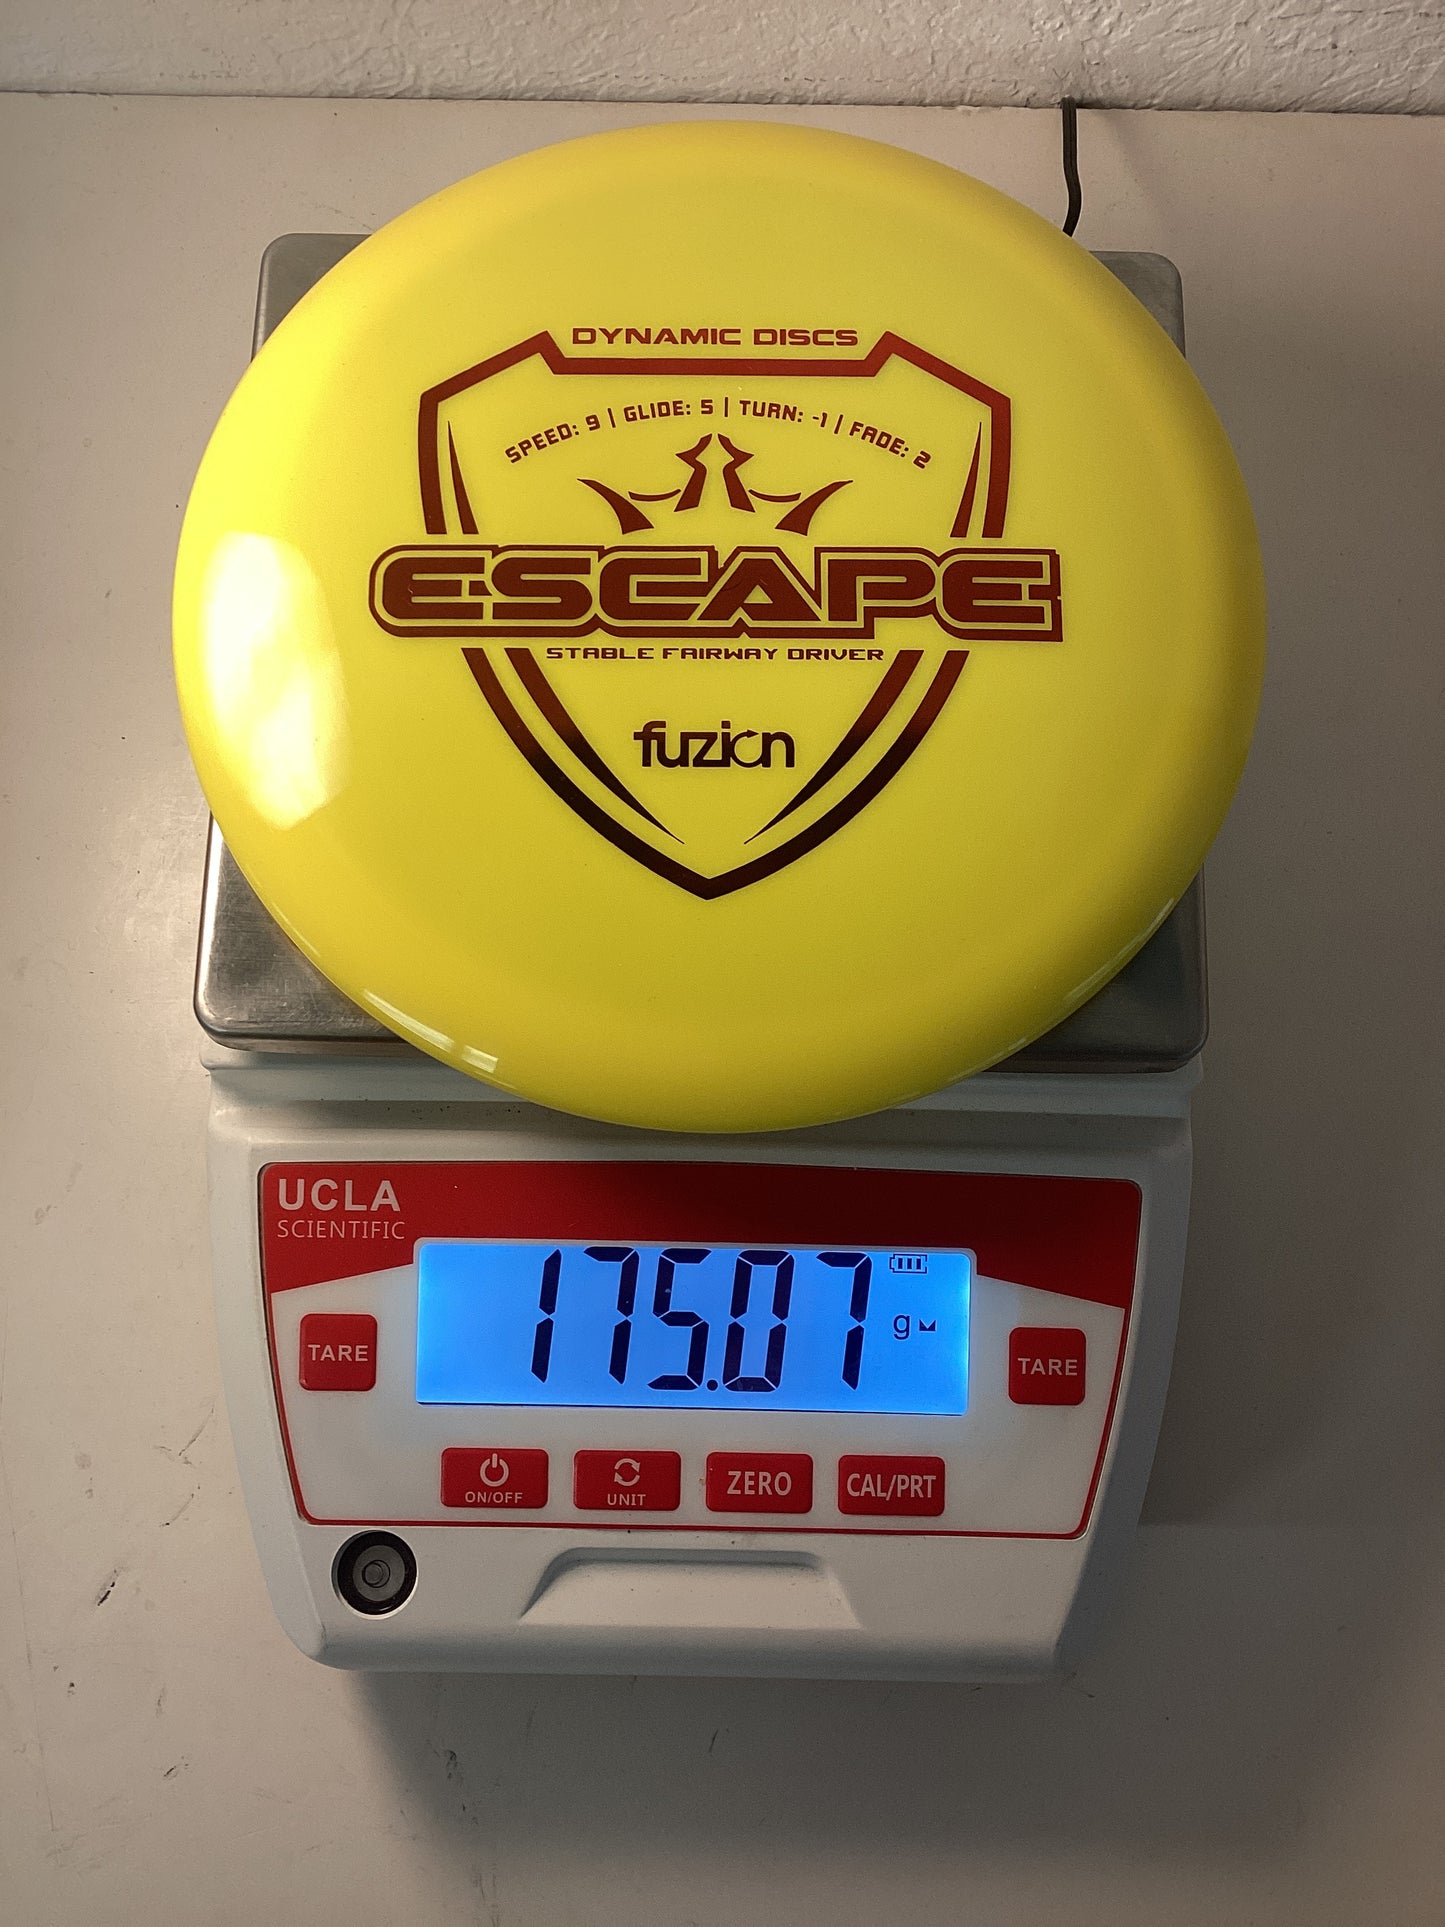 DYNAMIC DISCS
SPEED: 9 | GLIDE: 5 | TURN: -1 | FADE: 2
ESCAPE
STABLE FAIRWAY DRIVER
fuzion
UCLA
SCIENTIFIC
175.07 g
TARE
TARE
ON/OFF
UNIT
ZERO
CAL/PRT